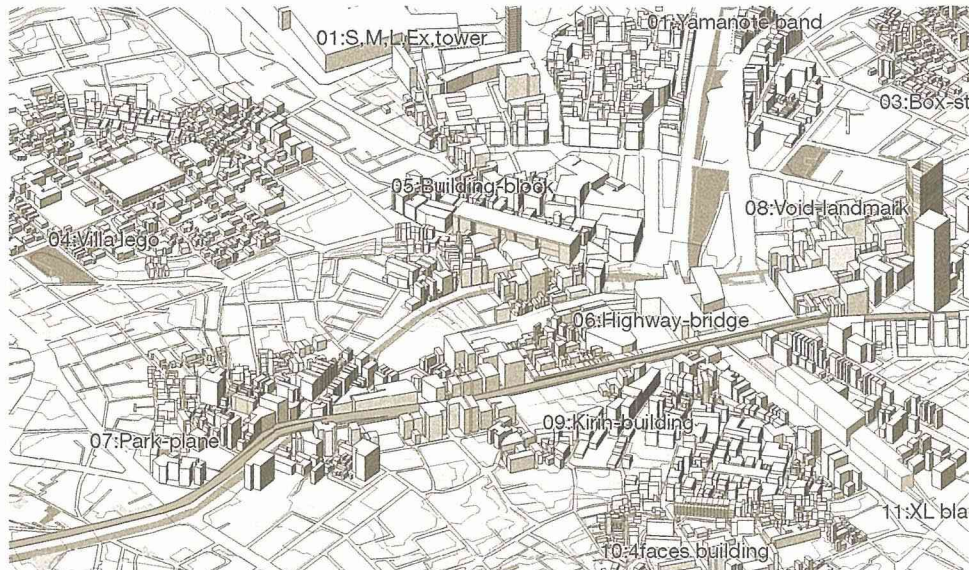 01:S,M,L,Ex,tower
01:Yamanote band
03:Box-st
05:Building-block
08:Void-landmark
04:Villa lego
06:Highway-bridge
09:Kirin-building
07:Park-plane
11:XL bla
10:4faces building